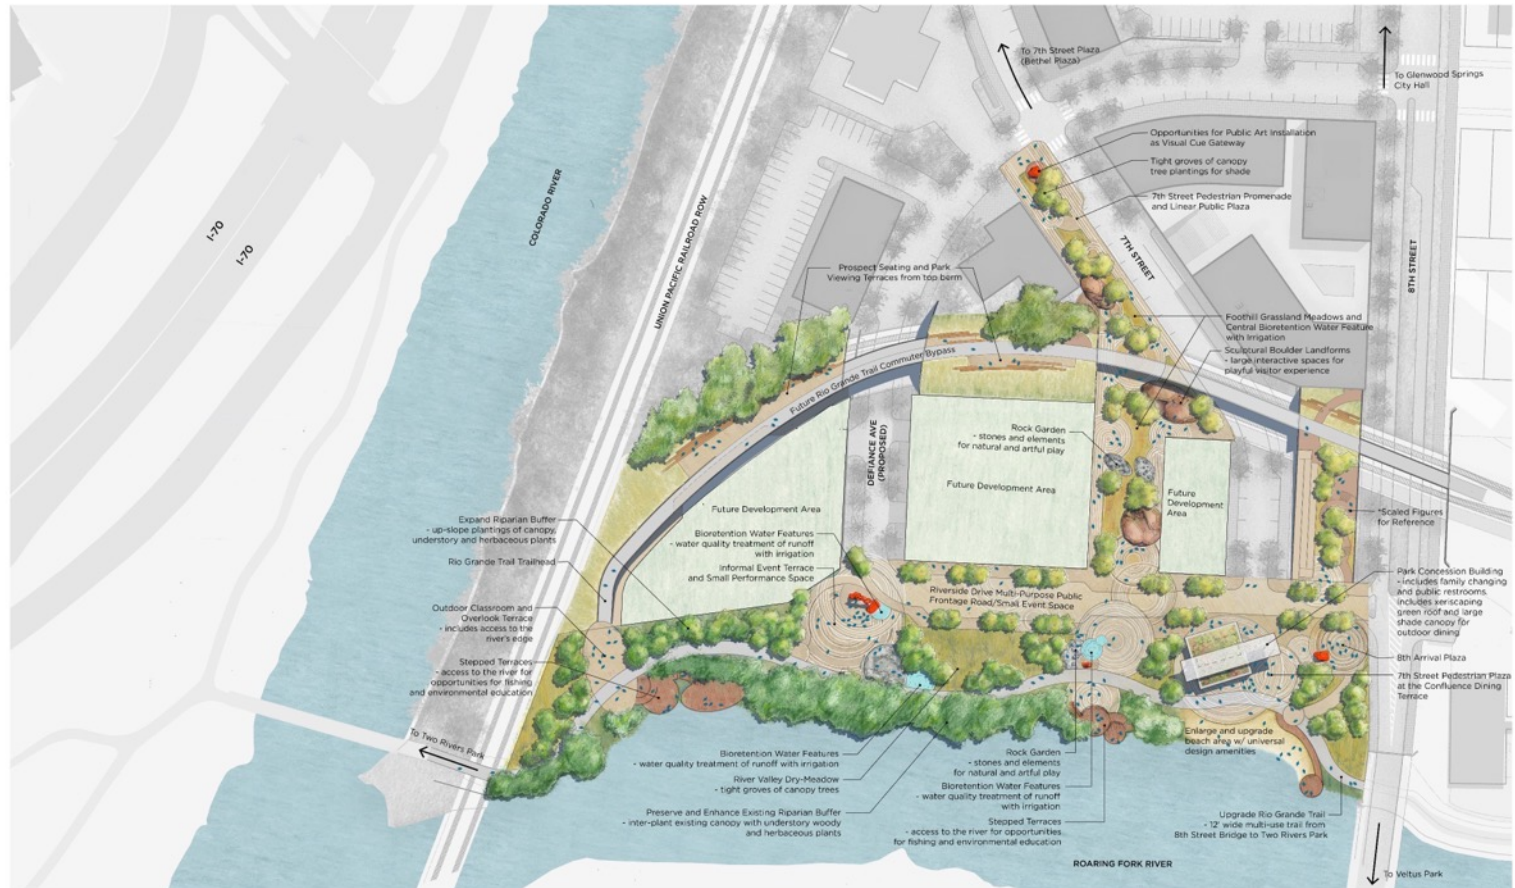 To 7th Street Plaza
(Bethel Plaza)
To Glenwood Springs
City Hall
Opportunities for Public Art Installation
as Visual Cue Gateway
Tight groves of canopy
tree plantings for shade
7th Street Pedestrian Promenade
and Linear Public Plaza
I-70
I-70
COLORADO RIVER
UNION PACIFIC RAILROAD ROW
7TH STREET
8TH STREET
Prospect Seating and Park
Viewing Terraces from top berm
Foothill Grassland Meadows and
Central Bioretention Water Feature
with Irrigation
Sculptural Boulder Landforms
- large interactive spaces for
playful visitor experience
Future Rio Grande Trail Commuter Bypass
DEFIANCE AVE
(PROPOSED)
Rock Garden
- stones and elements
for natural and artful play
Future Development Area
Future
Development
Area
Future Development Area
*Scaled Figures
for Reference
Expand Riparian Buffer
- up-slope plantings of canopy,
understory and herbaceous plants
Rio Grande Trail Trailhead
Bioretention Water Features
- water quality treatment of runoff
with irrigation
Informal Event Terrace
and Small Performance Space
Riverside Drive Multi-Purpose Public
Frontage Road/Small Event Space
Park Concession Building
- includes family changing
and public restrooms
includes xeriscaping
green roof and large
shade canopy for
outdoor dining
Outdoor Classroom and
Overlook Terrace
- includes access to the
river's edge
Stepped Terraces
- access to the river for
opportunities for fishing
and environmental education
8th Arrival Plaza
7th Street Pedestrian Plaza
at the Confluence Dining
Terrace
To Two Rivers Park
Enlarge and upgrade
beach area w/ universal
design amenities
Bioretention Water Features
- water quality treatment of runoff with irrigation
River Valley Dry-Meadow
- tight groves of canopy trees
Preserve and Enhance Existing Riparian Buffer
- inter-plant existing canopy with understory woody
and herbaceous plants
Rock Garden
- stones and elements
for natural and artful play
Bioretention Water Features
- water quality treatment of runoff
with irrigation
Stepped Terraces
- access to the river for opportunities
for fishing and environmental education
Upgrade Rio Grande Trail
- 12' wide multi-use trail from
8th Street Bridge to Two Rivers Park
ROARING FORK RIVER
To Veltus Park